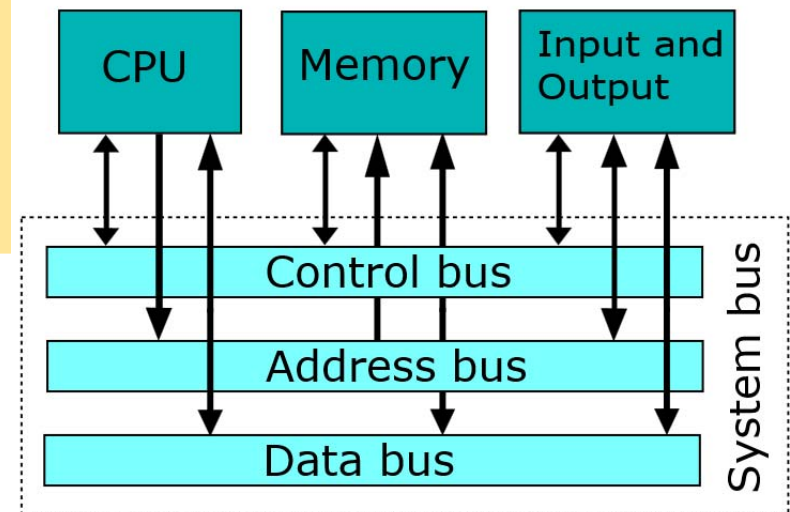 CPU
Memory
Input and
Output
Control bus
Address bus
Data bus
System bus